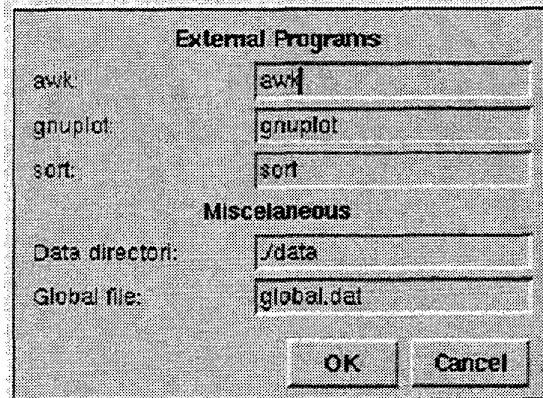 External Programs
awk: awk
gnuplot: gnuplot
sort: sort
Miscelaneous
Data directori: ./data
Global file: global.dat
OK Cancel